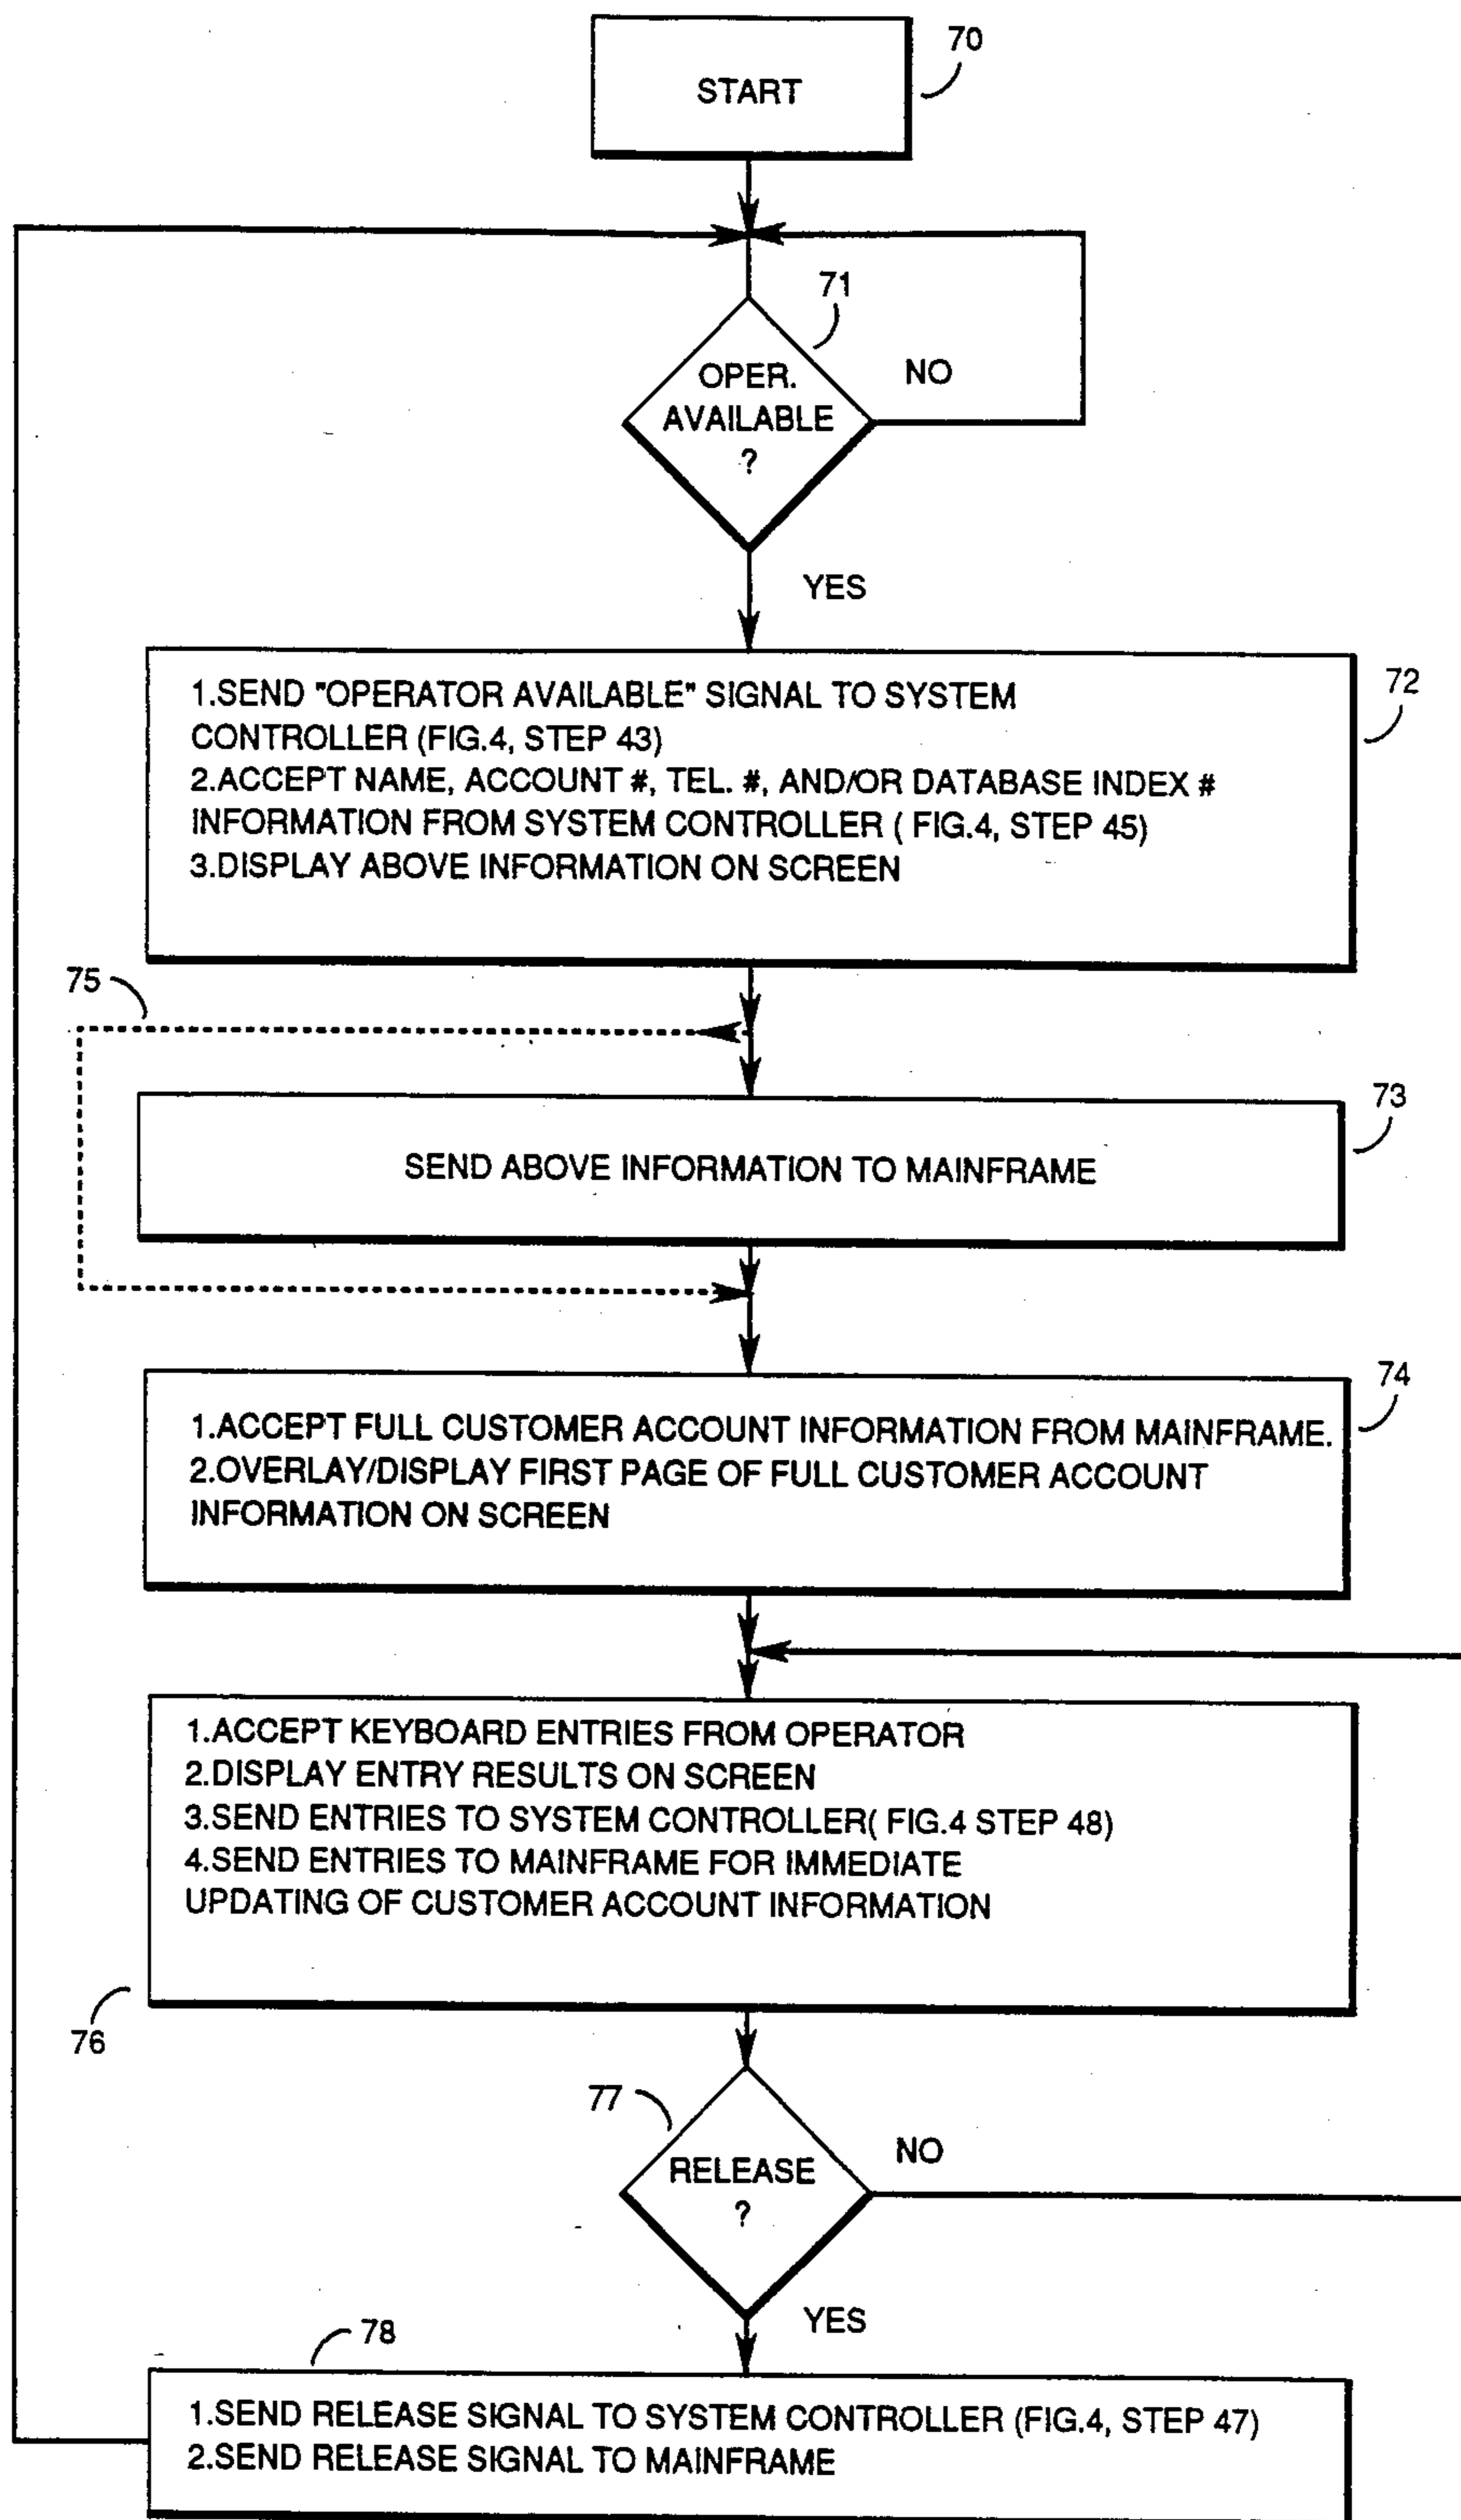 70
START
71
OPER.
AVAILABLE
?
NO
YES
72
1.SEND "OPERATOR AVAILABLE" SIGNAL TO SYSTEM
CONTROLLER (FIG.4, STEP 43)
2.ACCEPT NAME, ACCOUNT #, TEL. #, AND/OR DATABASE INDEX #
INFORMATION FROM SYSTEM CONTROLLER ( FIG.4, STEP 45)
3.DISPLAY ABOVE INFORMATION ON SCREEN
75
73
SEND ABOVE INFORMATION TO MAINFRAME
74
1.ACCEPT FULL CUSTOMER ACCOUNT INFORMATION FROM MAINFRAME.
2.OVERLAY/DISPLAY FIRST PAGE OF FULL CUSTOMER ACCOUNT
INFORMATION ON SCREEN
1.ACCEPT KEYBOARD ENTRIES FROM OPERATOR
2.DISPLAY ENTRY RESULTS ON SCREEN
3.SEND ENTRIES TO SYSTEM CONTROLLER( FIG.4 STEP 48)
4.SEND ENTRIES TO MAINFRAME FOR IMMEDIATE
UPDATING OF CUSTOMER ACCOUNT INFORMATION
76
77
RELEASE
?
NO
YES
78
1.SEND RELEASE SIGNAL TO SYSTEM CONTROLLER (FIG.4, STEP 47)
2.SEND RELEASE SIGNAL TO MAINFRAME